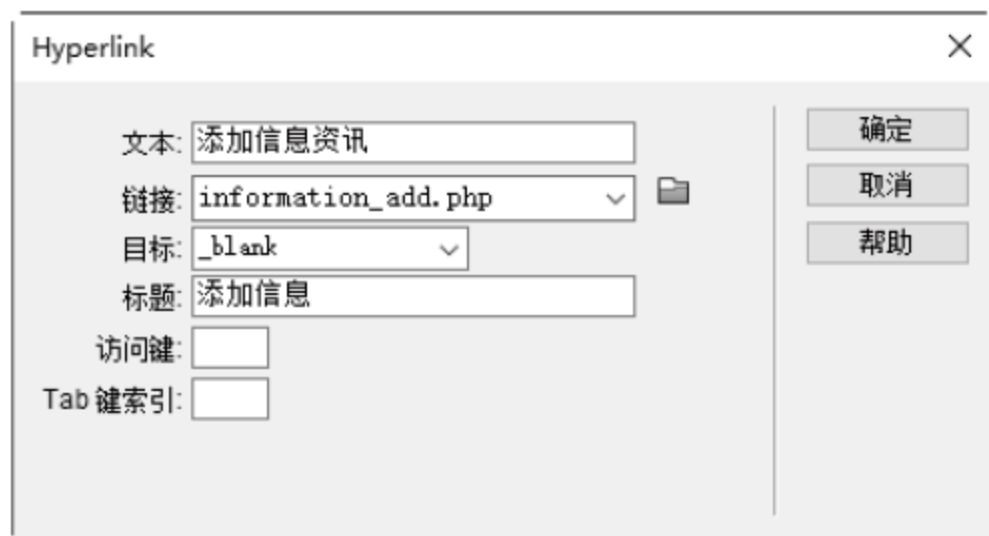 Hyperlink
文本: 添加信息资讯
链接: information_add.php
目标: _blank
标题: 添加信息
访问键:
Tab 键索引:
确定
取消
帮助